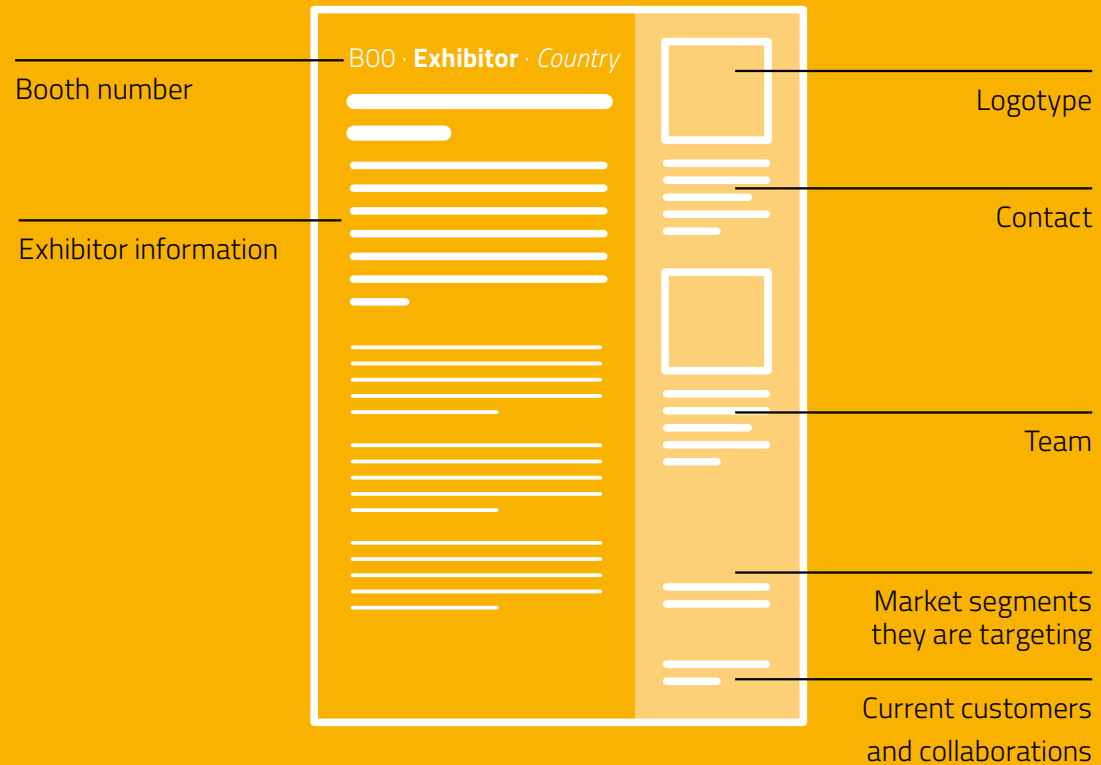 B00 · Exhibitor · Country
Booth number
Exhibitor information
Logotype
Contact
Team
Market segments
they are targeting
Current customers
and collaborations